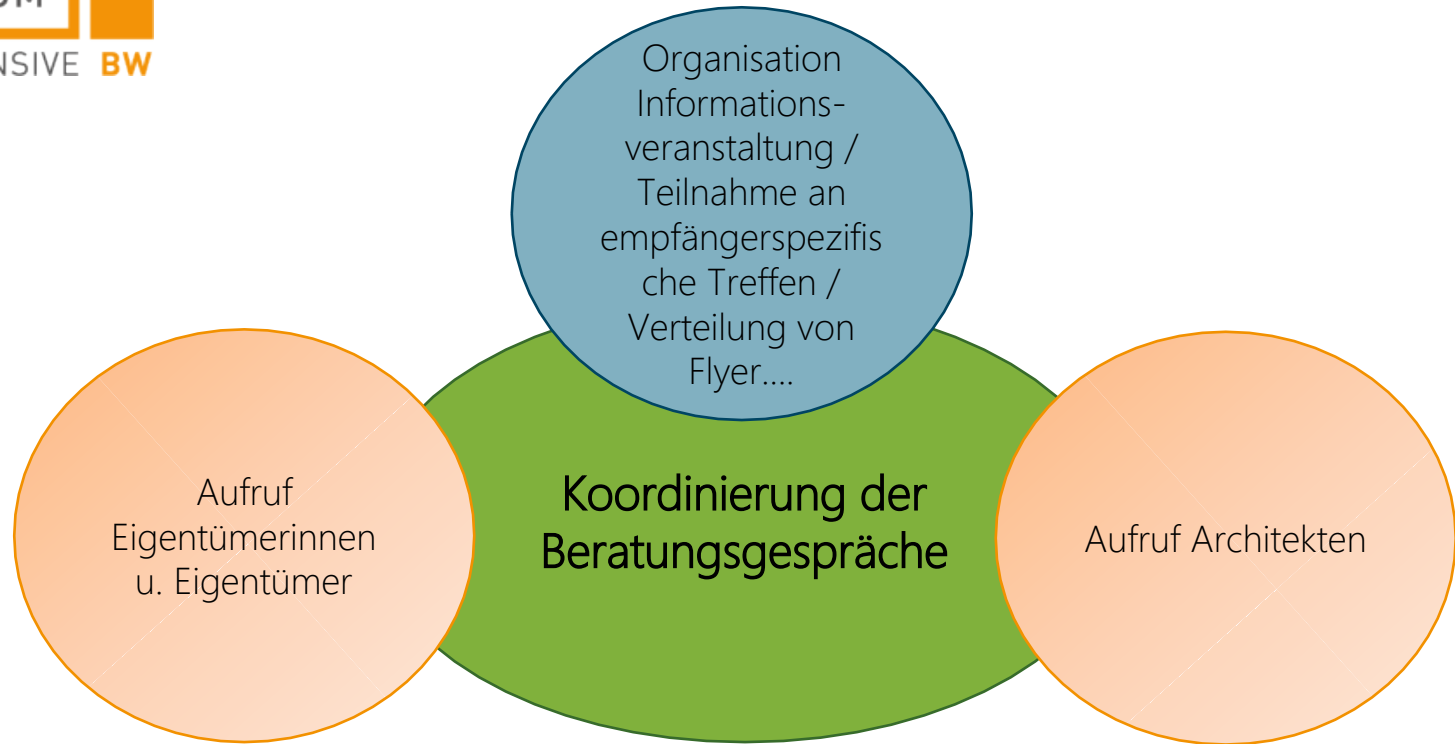 NSIVE BW
Organisation
Informations-
veranstaltung /
Teilnahme an
empfängerspezifis
che Treffen /
Verteilung von
Flyer....
Aufruf
Eigentümerinnen
u. Eigentümer
Koordinierung der
Beratungsgespräche
Aufruf Architekten